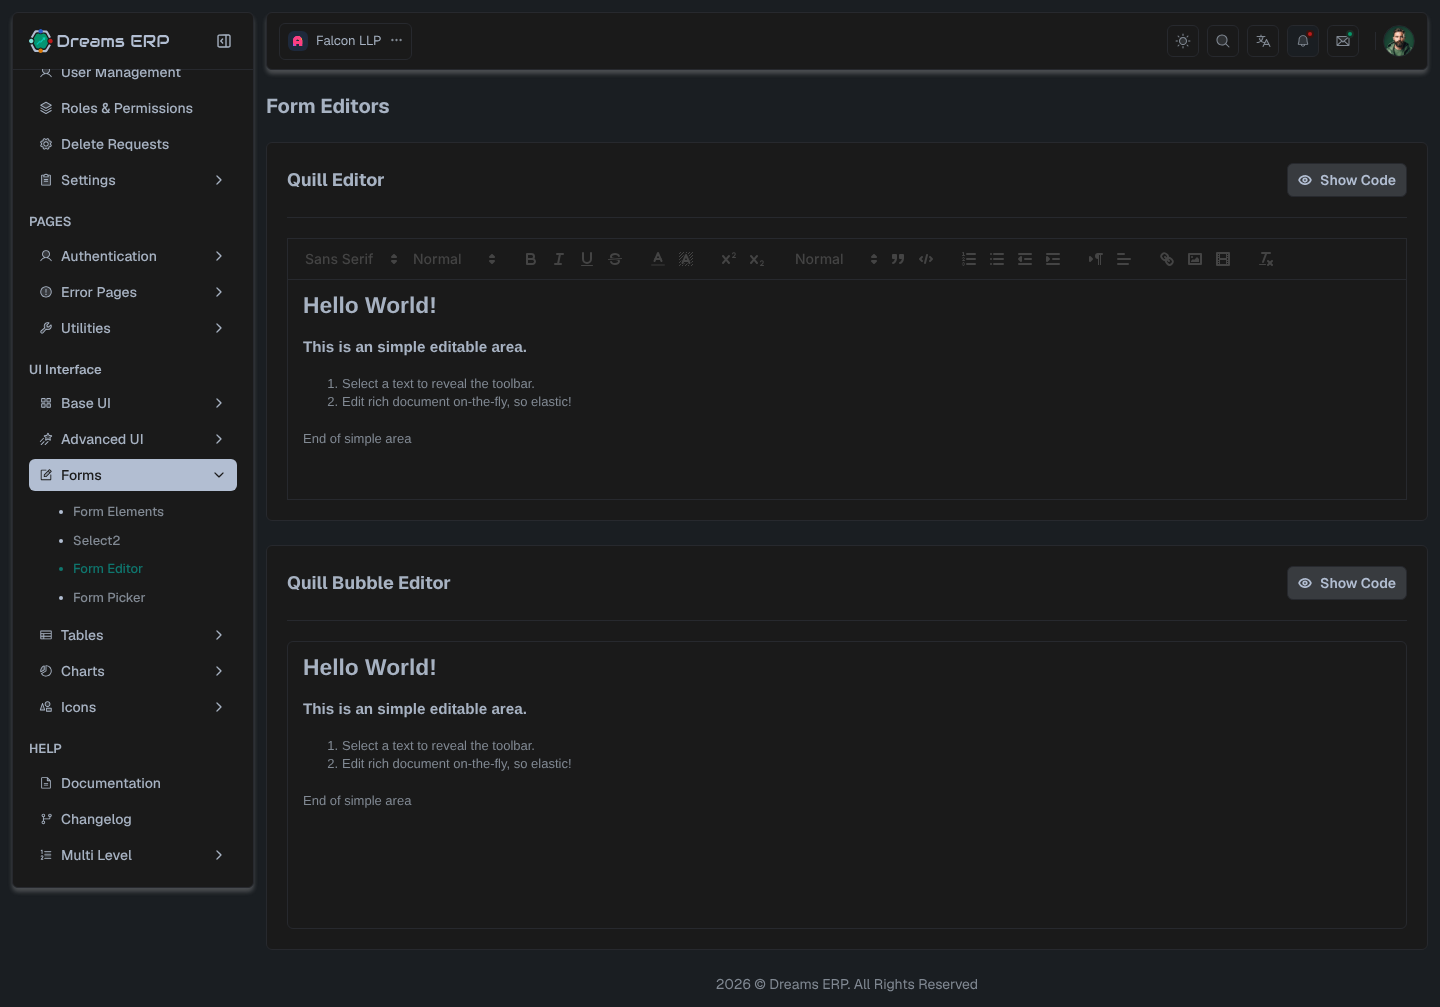 Dreams ERP
User Management
Roles & Permissions
Delete Requests
Settings
PAGES
Authentication
Error Pages
Utilities
UI Interface
Base UI
Advanced UI
Forms
Form Elements
Select2
Form Editor
Form Picker
Tables
Charts
Icons
HELP
Documentation
Changelog
Multi Level
Falcon LLP
Form Editors
Quill Editor
Show Code
Sans Serif Normal Normal
Hello World!
This is an simple editable area.
1. Select a text to reveal the toolbar.
2. Edit rich document on-the-fly, so elastic!
End of simple area
Quill Bubble Editor
Show Code
Hello World!
This is an simple editable area.
1. Select a text to reveal the toolbar.
2. Edit rich document on-the-fly, so elastic!
End of simple area
2026 © Dreams ERP. All Rights Reserved